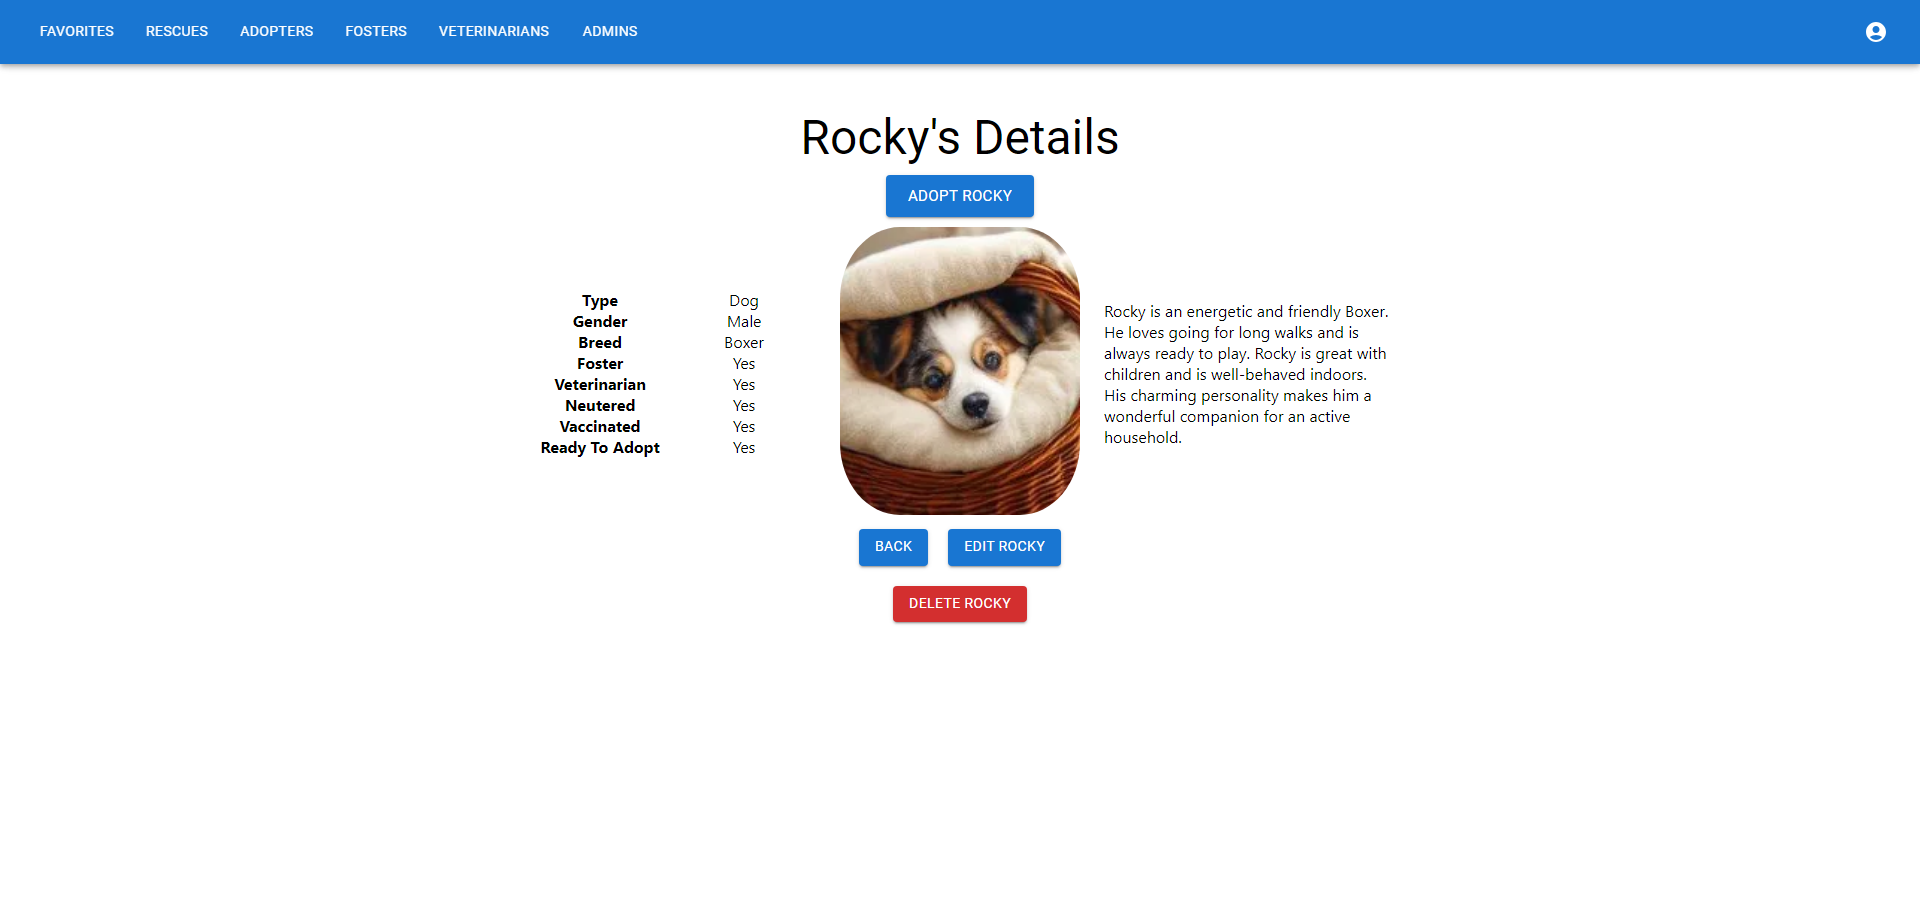 FAVORITES RESCUES ADOPTERS FOSTERS VETERINARIANS ADMINS
Rocky's Details
ADOPT ROCKY
Type Dog
Gender Male
Breed Boxer
Foster Yes
Veterinarian Yes
Neutered Yes
Vaccinated Yes
Ready To Adopt Yes
Rocky is an energetic and friendly Boxer.
He loves going for long walks and is
always ready to play. Rocky is great with
children and is well-behaved indoors.
His charming personality makes him a
wonderful companion for an active
household.
BACK EDIT ROCKY
DELETE ROCKY